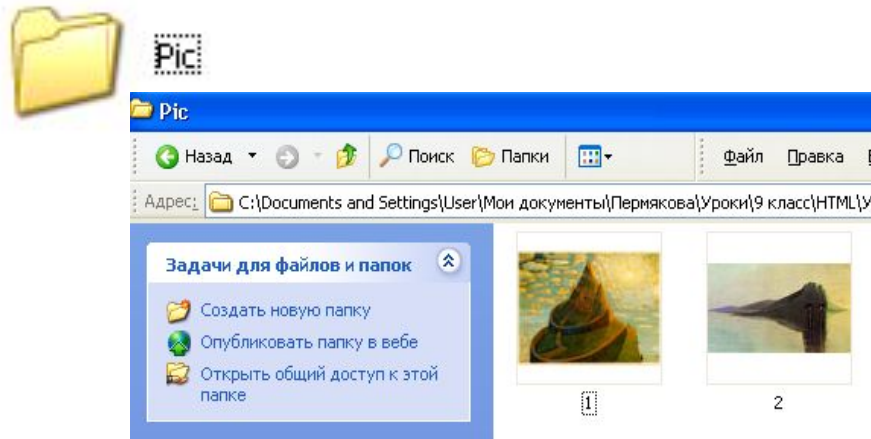 Pic
Pic
Назад Поиск Папки Файл Правка
Адрес: C:\Documents and Settings\User\Мои документы\Пермякова\Уроки\9 класс\HTML\У
Задачи для файлов и папок
Создать новую папку
Опубликовать папку в вебе
Открыть общий доступ к этой
папке
1 2